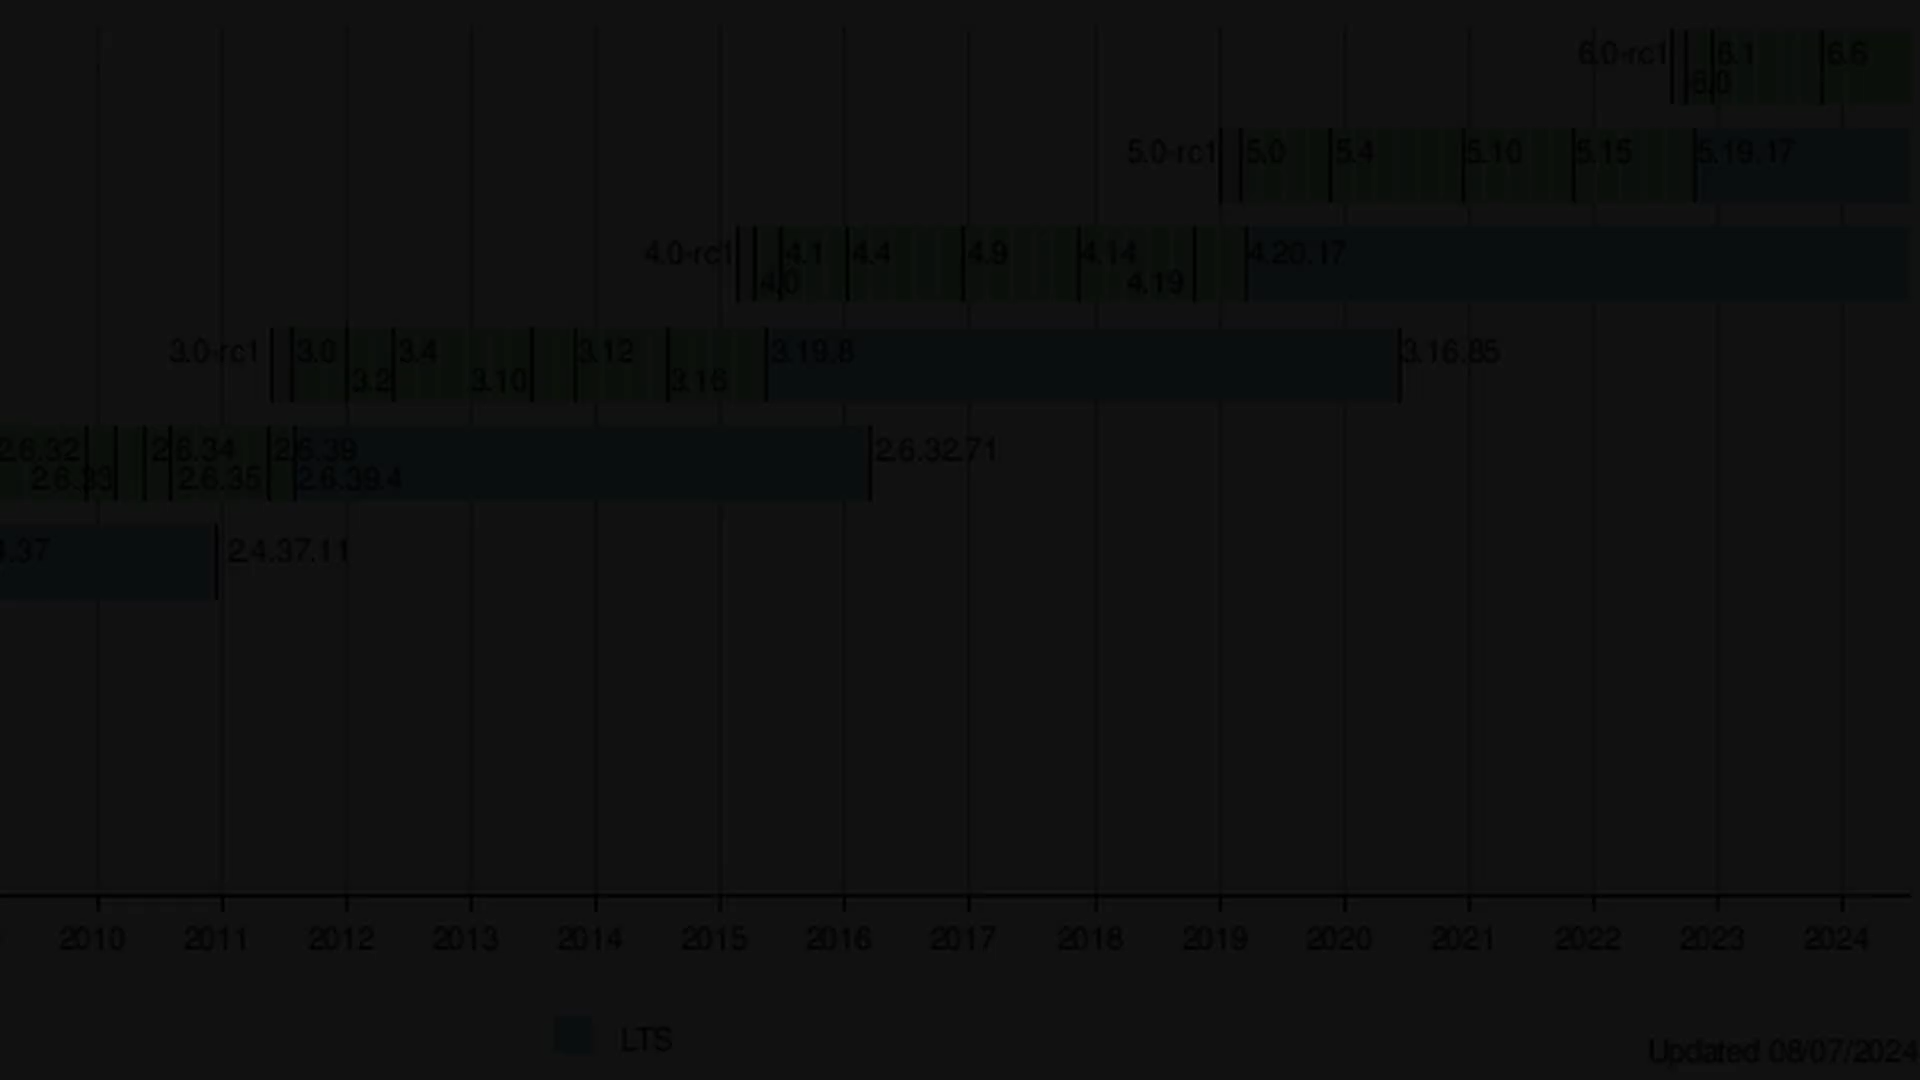 6.0-rc1 6.1 6.6
6.0
5.0-rc1 5.0 5.4 5.10 5.15 5.19.17
4.0-rc1 4.1 4.4 4.9 4.14 4.20.17
4.0 4.19
3.0-rc1 3.0 3.4 3.12 3.19.8 3.16.85
3.2 3.10 3.16
2.6.32 2.6.34 2.6.39 2.6.32.71
2.6.33 2.6.35 2.6.39.4
.37 2.4.37.11
2010 2011 2012 2013 2014 2015 2016 2017 2018 2019 2020 2021 2022 2023 2024
LTS
Updated 08/07/2024